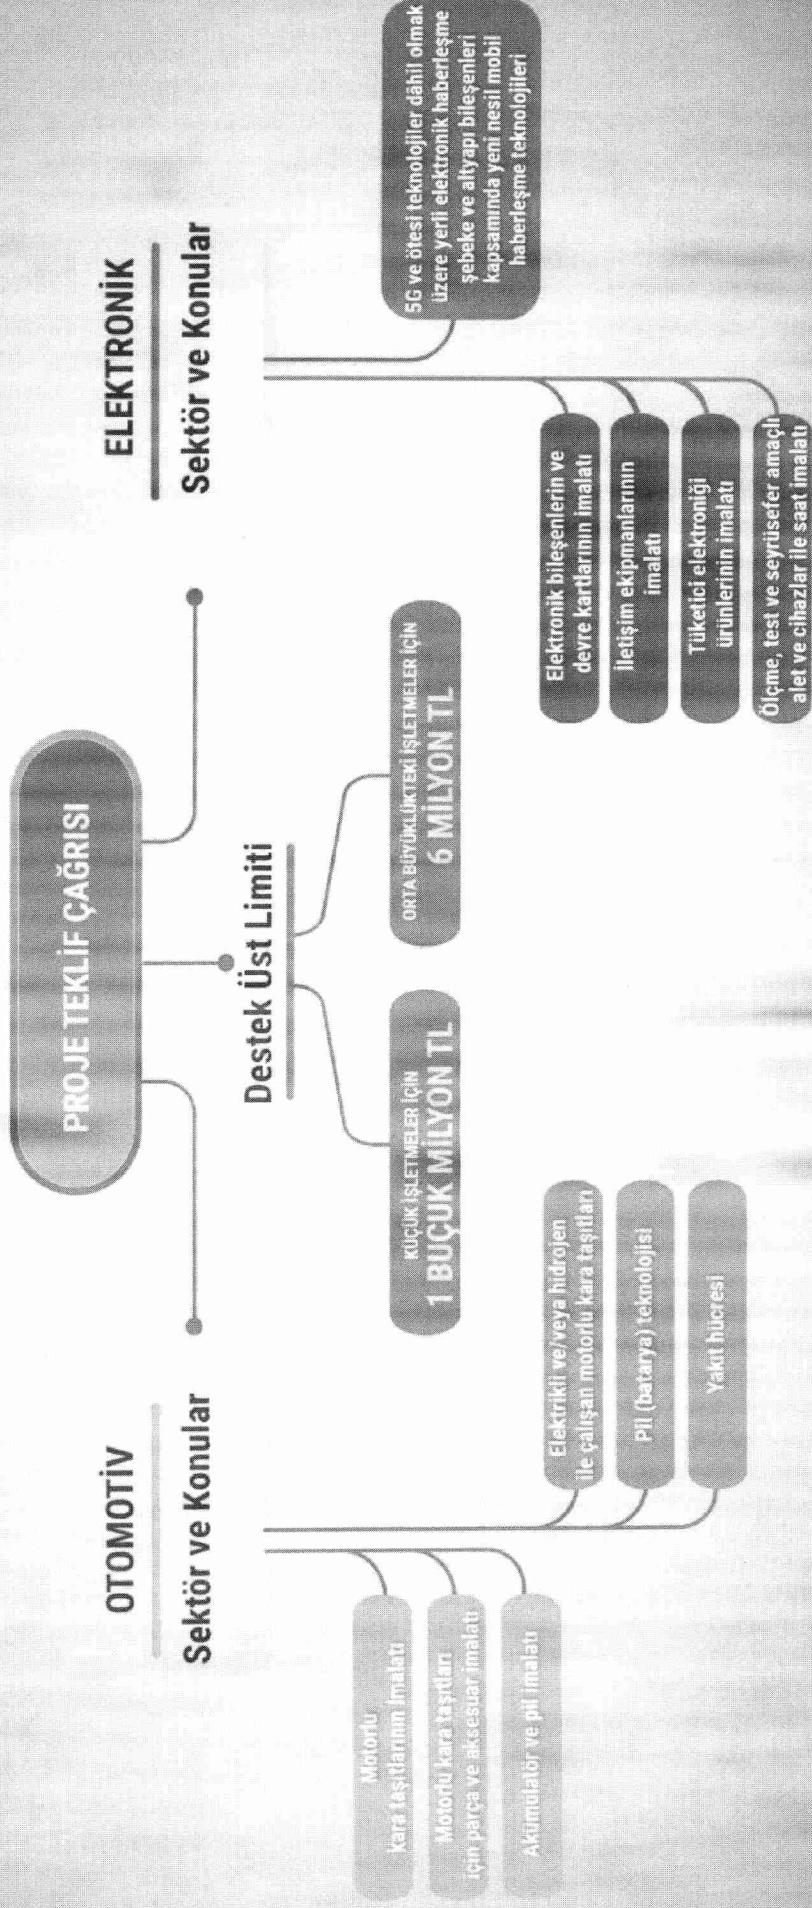 PROJE TEKLİF ÇAĞRISI
OTOMOTİV
Sektör ve Konular
Motorlu
kara taşıtlarının imalatı
Motorlu kara taşıtları
için parça ve aksesuar imalatı
Akümülatör ve pil imalatı
Elektrikli ve/veya hidrojen
ile çalışan motorlu kara taşıtları
Pil (batarya) teknolojisi
Yakıt hücresi
Destek Üst Limiti
KÜÇÜK İŞLETMELER İÇİN
1 BUÇUK MİLYON TL
ORTA BÜYÜKLÜKTEKİ İŞLETMELER İÇİN
6 MİLYON TL
ELEKTRONİK
Sektör ve Konular
Elektronik bileşenlerin ve
devre kartlarının imalatı
İletişim ekipmanlarının
imalatı
Tüketici elektroniği
ürünlerinin imalatı
Ölçme, test ve seyrüsefer amaçlı
alet ve cihazlar ile saat imalatı
5G ve ötesi teknolojiler dâhil olmak
üzere yerli elektronik haberleşme
şebeke ve altyapı bileşenleri
kapsamında yeni nesil mobil
haberleşme teknolojileri